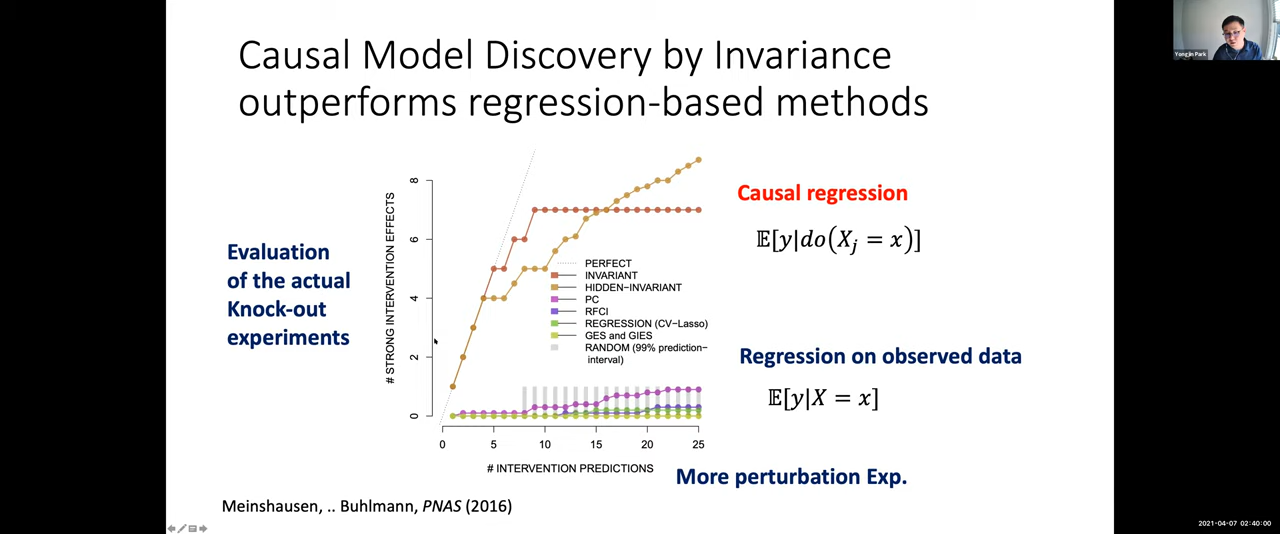 Causal Model Discovery by Invariance
outperforms regression-based methods
Yongjin Park
Evaluation
of the actual
Knock-out
experiments
# STRONG INTERVENTION EFFECTS
8
6
4
2
0
0 5 10 15 20 25
# INTERVENTION PREDICTIONS
PERFECT
INVARIANT
HIDDEN-INVARIANT
PC
RFCI
REGRESSION (CV-Lasso)
GES and GIES
RANDOM (99% prediction-
interval)
Causal regression
𝔼[y|do(Xⱼ = x)]
Regression on observed data
𝔼[y|X = x]
More perturbation Exp.
Meinshausen, .. Buhlmann, PNAS (2016)
2021-04-07 02:40:00